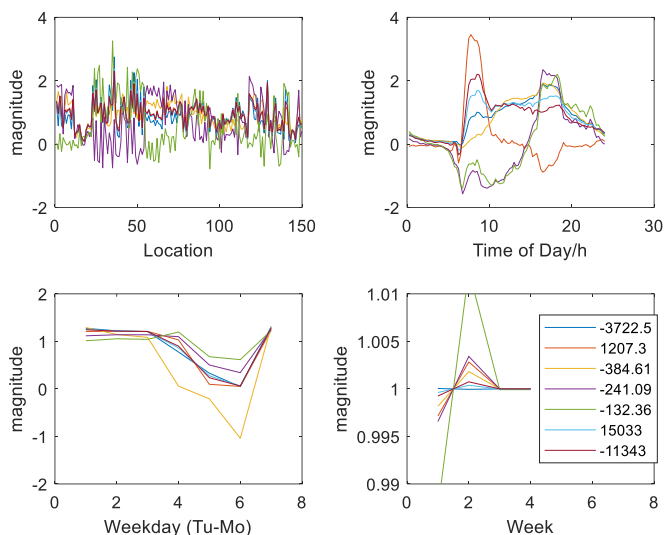 magnitude
4
2
0
-2
0 50 100 150
Location
magnitude
4
2
0
-2
0 10 20 30
Time of Day/h
magnitude
2
1
0
-1
-2
0 2 4 6 8
Weekday (Tu-Mo)
magnitude
1.01
1.005
1
0.995
0.99
0 2 4 6 8
Week
-3722.5
1207.3
-384.61
-241.09
-132.36
15033
-11343